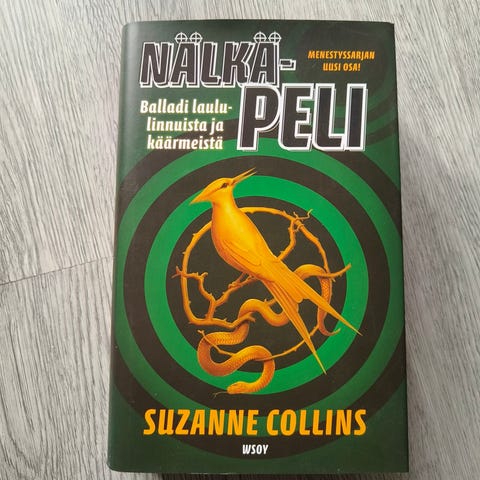 NÄLKÄ-
PELI
MENESTYSSARJAN
UUSI OSA!
Balladi laulu-
linnuista ja
käärmeistä
SUZANNE COLLINS
WSOY